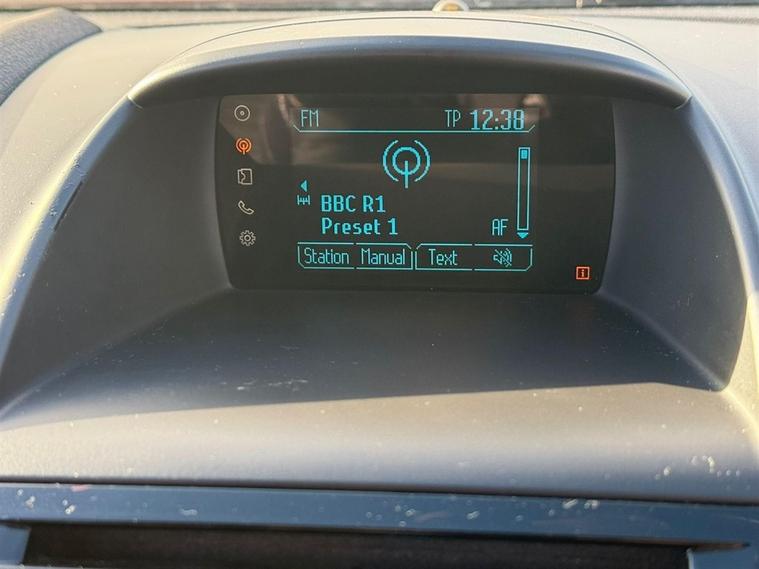 FM TP 12:38
BBC R1
Preset 1 AF
Station Manual Text
i